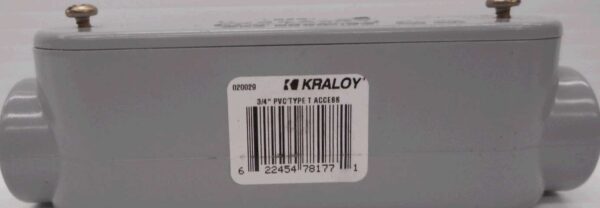 020029
KRALOY
3/4" PVC TYPE T ACCESS
6 22454 78177 1